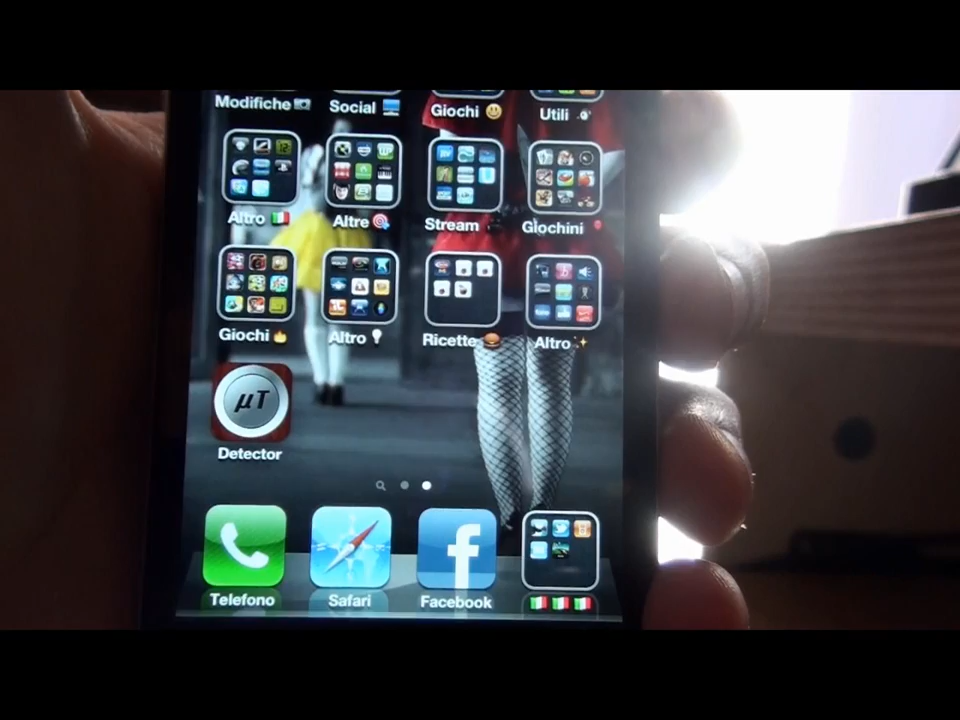 Modifiche Social Giochi Utili
Altro Altre Stream Giochini
Giochi Altro Ricette Altro
µT
Detector
f
Telefono Safari Facebook